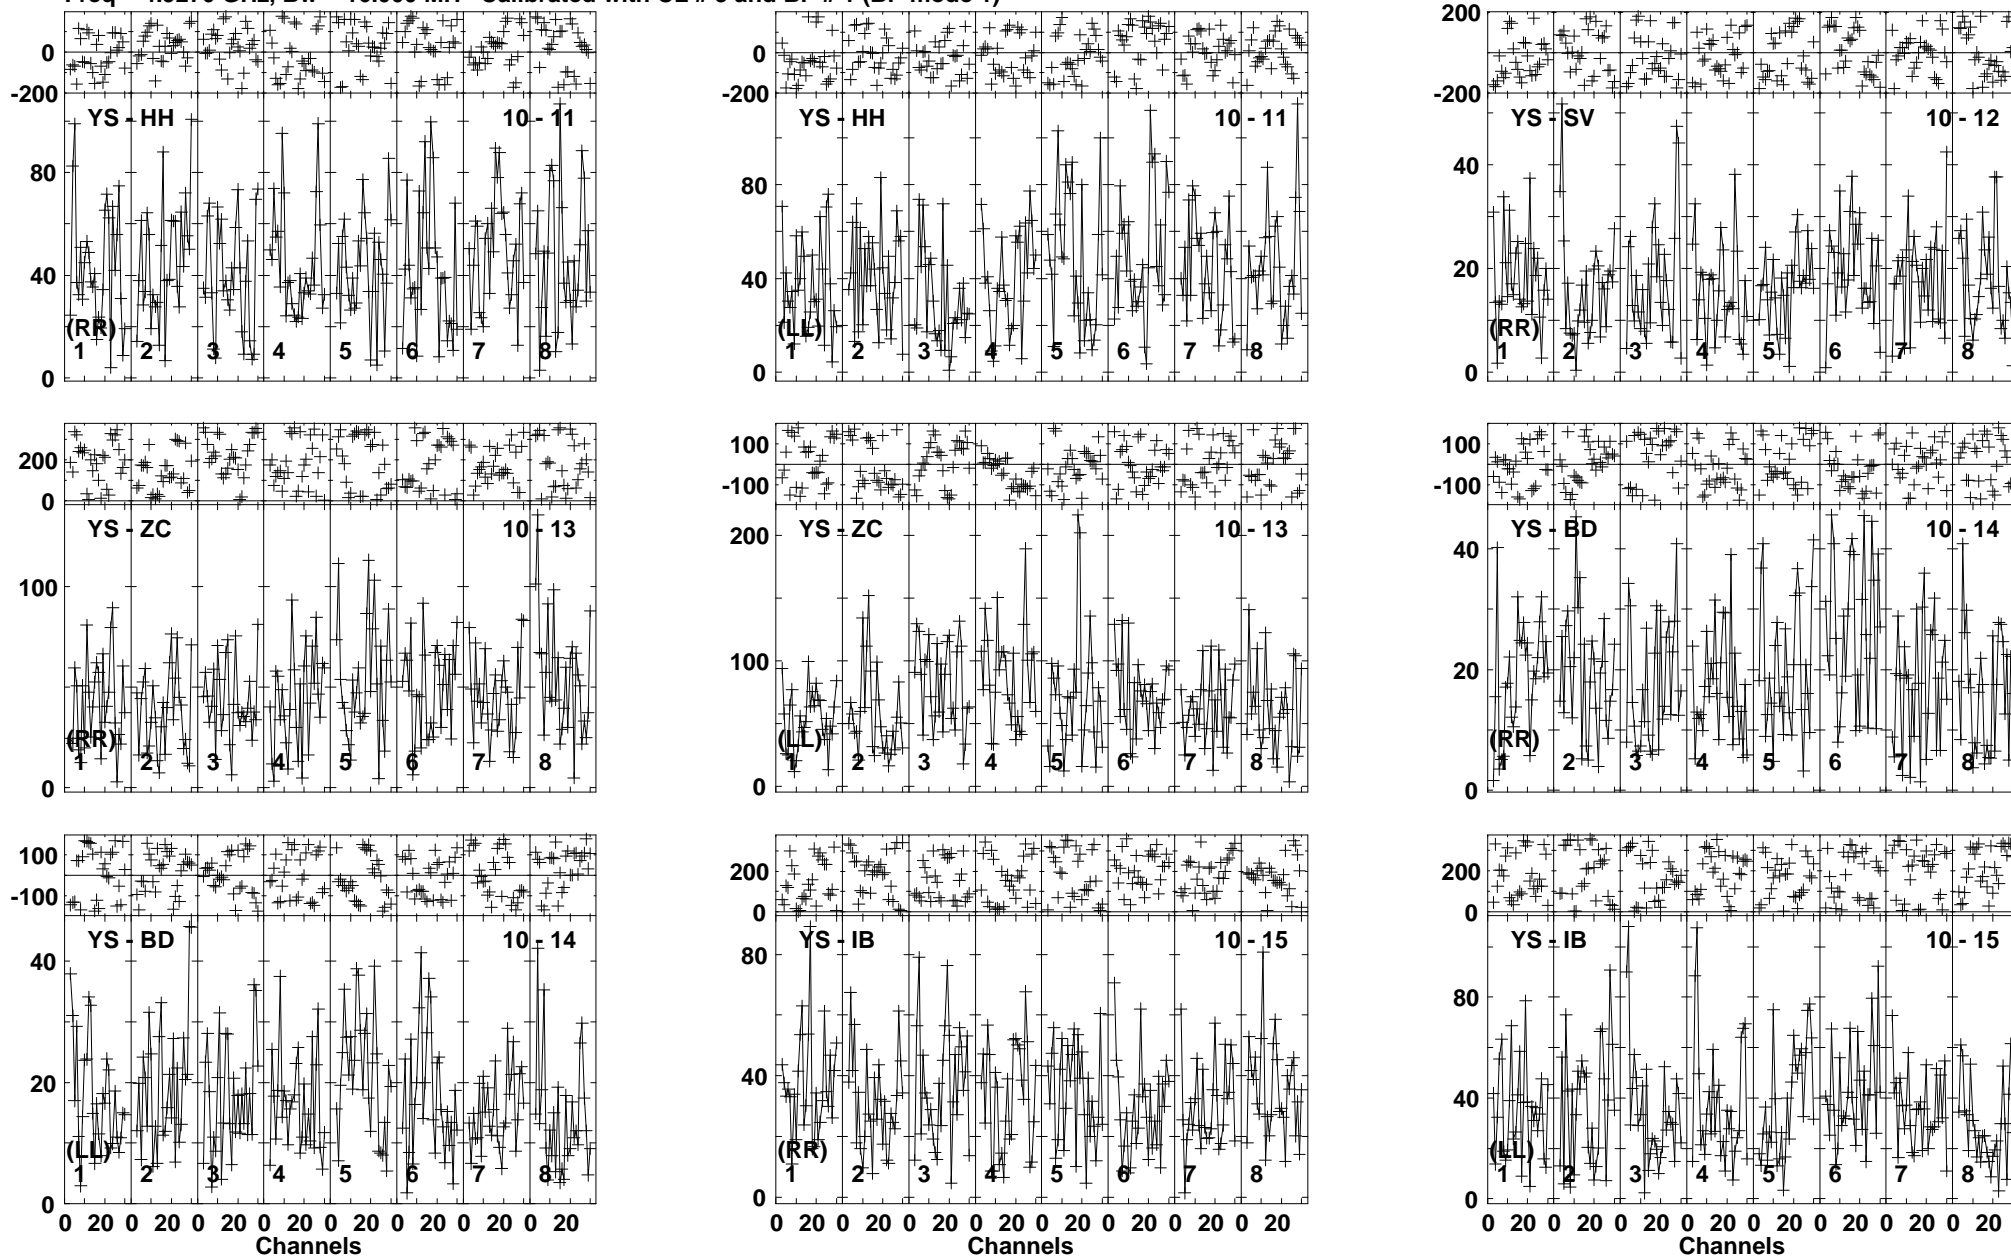 Calibrated with CL # 8 and BP # 1 (BP mode 1)
0 0 200
-200 -200 0
-200
YS - HH 10 - 11 YS - HH 10 - 11 YS - SV 10 - 12
80 80 40
40 40 20
(RR) (LL) (RR)
1 2 3 4 5 6 7 8 1 2 3 4 5 6 7 8 1 2 3 4 5 6 7 8
0 0 0
200 100 100
0 -100 -100
YS - ZC 10 - 13 YS - ZC 10 - 13 YS - BD 10 - 14
100 200 40
100 20
(RR) (LL) (RR)
1 2 3 4 5 6 7 8 1 2 3 4 5 6 7 8 1 2 3 4 5 6 7 8
0 0 0
100 200 200
-100 0 0
YS - BD 10 - 14 YS - IB 10 - 15 YS - IB 10 - 15
40 80 80
20 40 40
(LL) (RR) (LL)
1 2 3 4 5 6 7 8 1 2 3 4 5 6 7 8 1 2 3 4 5 6 7 8
0 0 0
0 20 0 20 0 20 0 20 0 20 0 20 0 20 0 20 0 20 0 20 0 20 0 20 0 20 0 20 0 20 0 20 0 20 0 20 0 20 0 20 0 20 0 20 0 20 0 20
Channels Channels